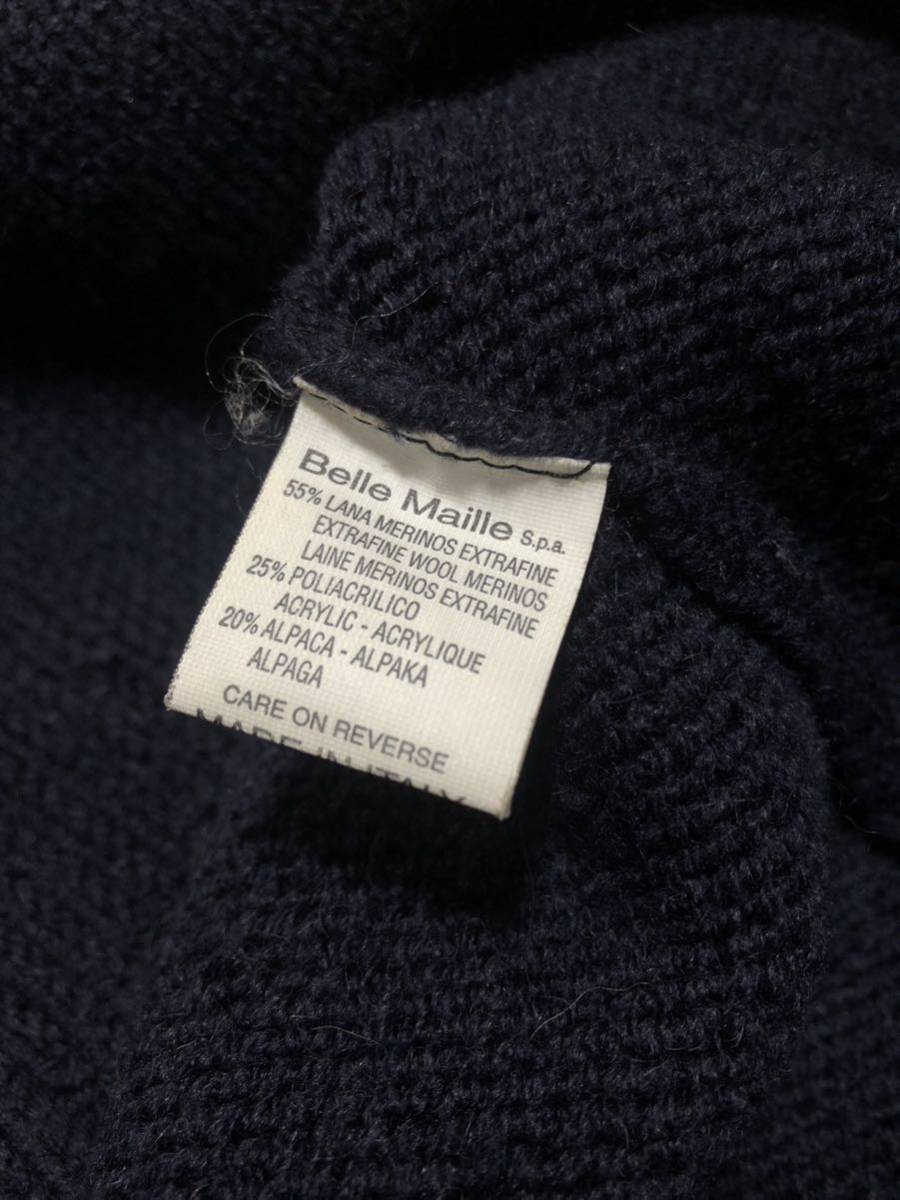 Belle Maille S.p.a.
55% LANA MERINOS EXTRAFINE
EXTRAFINE WOOL MERINOS
LAINE MERINOS EXTRAFINE
25% POLIACRILICO
ACRYLIC - ACRYLIQUE
20% ALPACA - ALPAKA
ALPAGA
CARE ON REVERSE
MADE IN ITALY